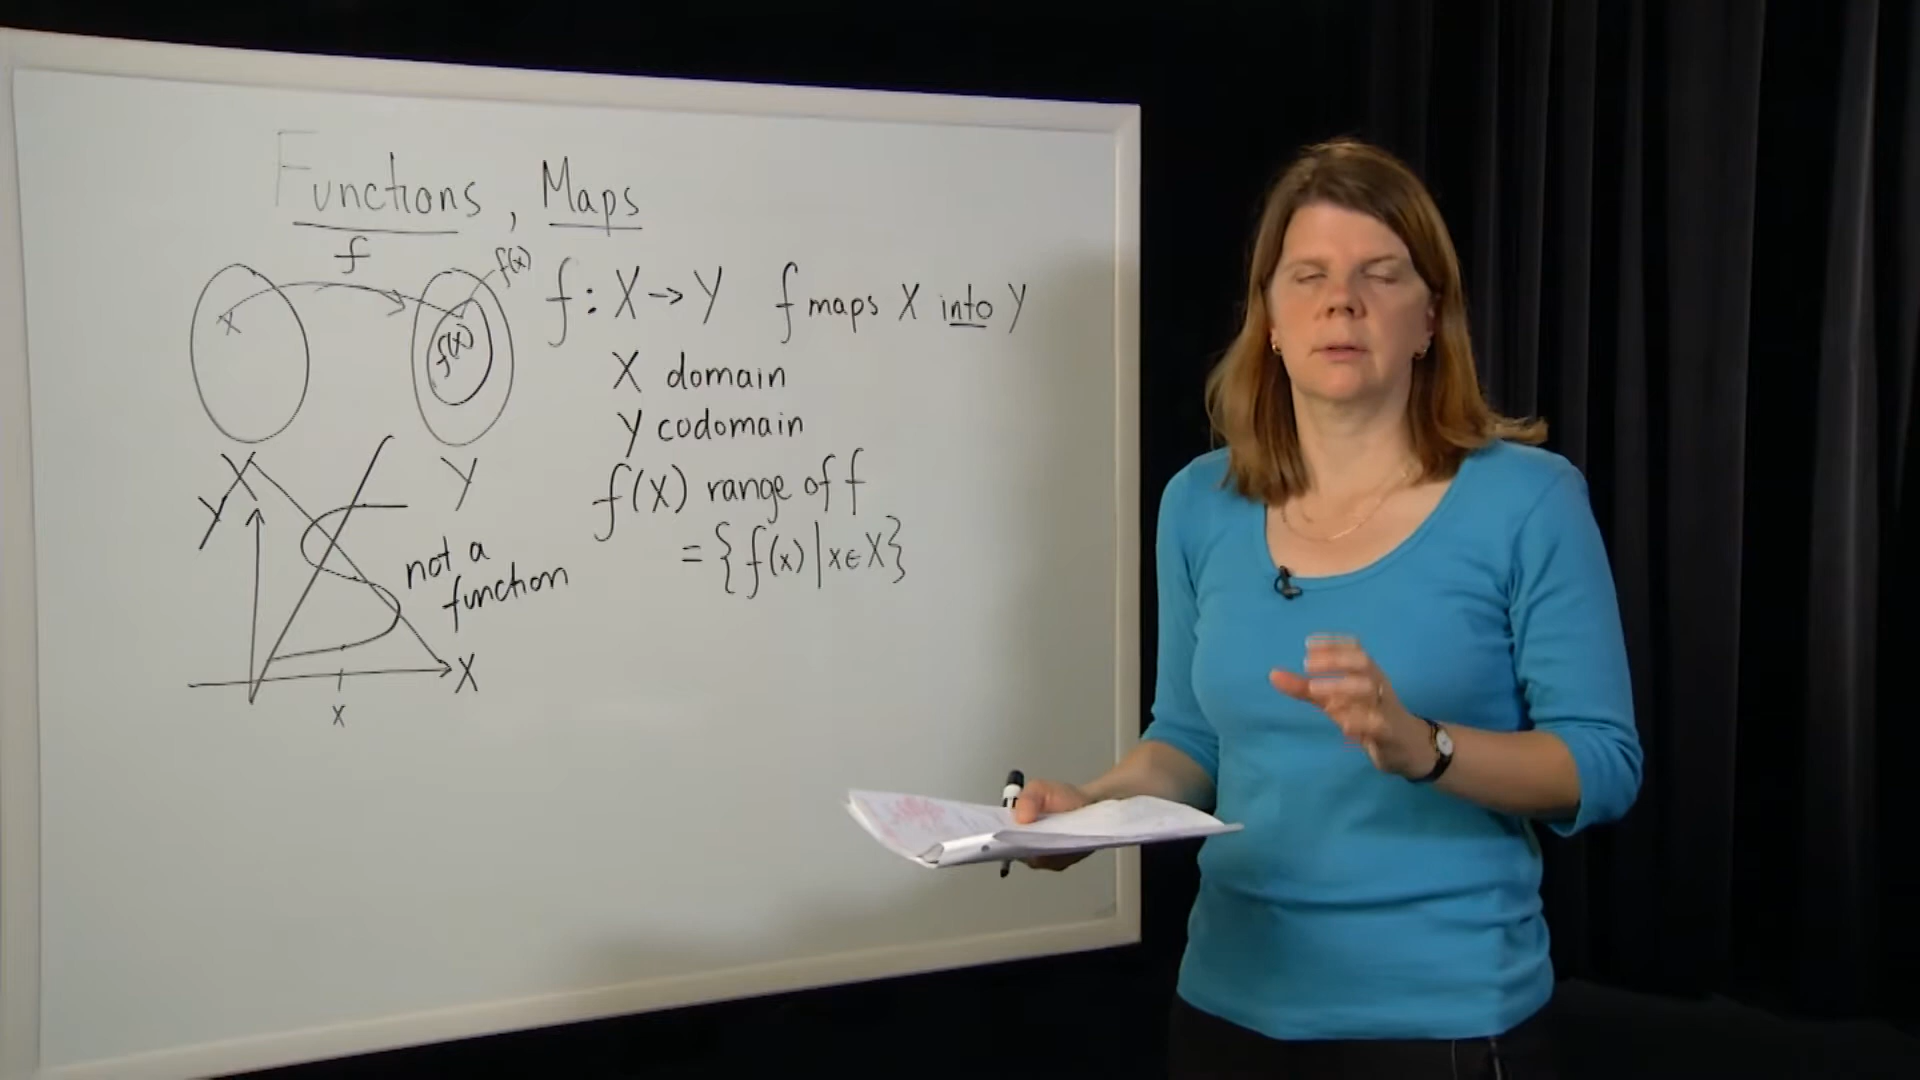 Functions, Maps
f
f(x)
x
f(x)
X
Y
f : X → Y f maps X into Y
X domain
Y codomain
f(X) range of f
= {f(x) | x ∈ X}
Y
not a
function
X
x